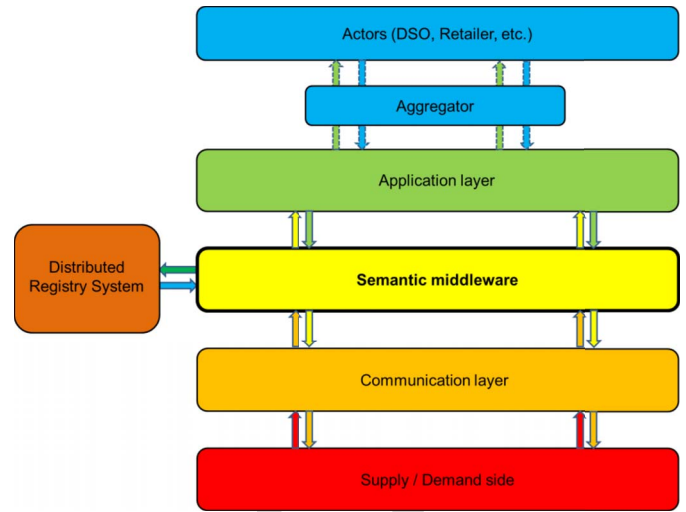 Actors (DSO, Retailer, etc.)
Aggregator
Application layer
Distributed
Registry System
Semantic middleware
Communication layer
Supply / Demand side